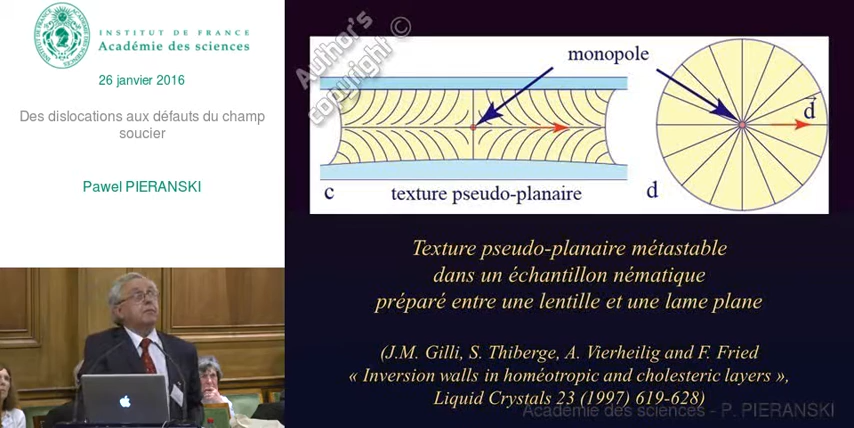 INSTITUT DE FRANCE
Académie des sciences
26 janvier 2016
Des dislocations aux défauts du champ
soucier
Pawel PIERANSKI
Author's
copyright ©
monopole
d
c
texture pseudo-planaire
d
Texture pseudo-planaire métastable
dans un échantillon nématique
préparé entre une lentille et une lame plane
(J.M. Gilli, S. Thiberge, A. Vierheilig and F. Fried
« Inversion walls in homéotropic and cholesteric layers »,
Liquid Crystals 23 (1997) 619-628)
Académie des sciences - P. PIERANSKI